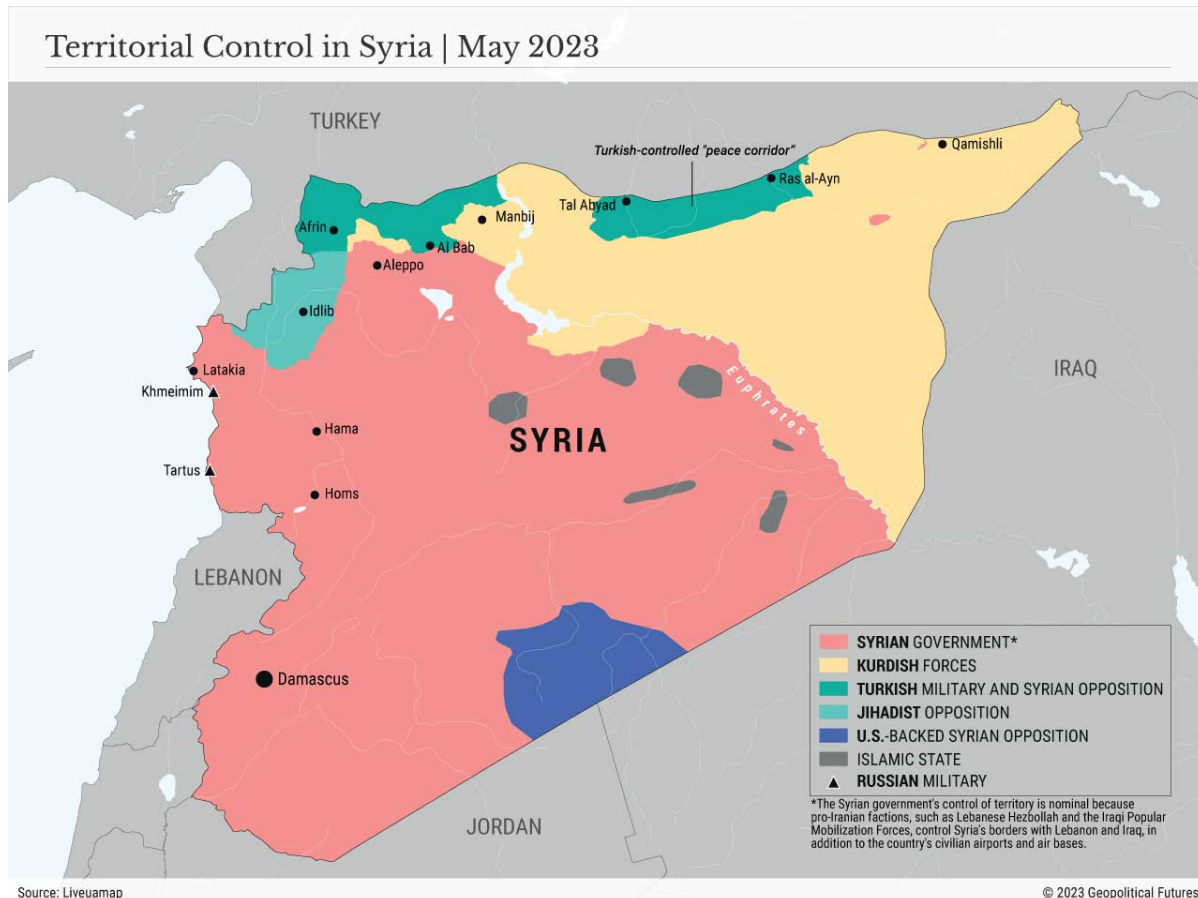 Territorial Control in Syria | May 2023
TURKEY
Turkish-controlled "peace corridor"
Qamishli
Ras al-Ayn
Tal Abyad
Manbij
Afrin
Al Bab
Aleppo
Idlib
Latakia
Khmeimim
IRAQ
Euphrates
Hama
SYRIA
Tartus
Homs
LEBANON
Damascus
JORDAN
SYRIAN GOVERNMENT*
KURDISH FORCES
TURKISH MILITARY AND SYRIAN OPPOSITION
JIHADIST OPPOSITION
U.S.-BACKED SYRIAN OPPOSITION
ISLAMIC STATE
RUSSIAN MILITARY
*The Syrian government's control of territory is nominal because
pro-Iranian factions, such as Lebanese Hezbollah and the Iraqi Popular
Mobilization Forces, control Syria's borders with Lebanon and Iraq, in
addition to the country's civilian airports and air bases.
Source: Liveuamap
© 2023 Geopolitical Futures